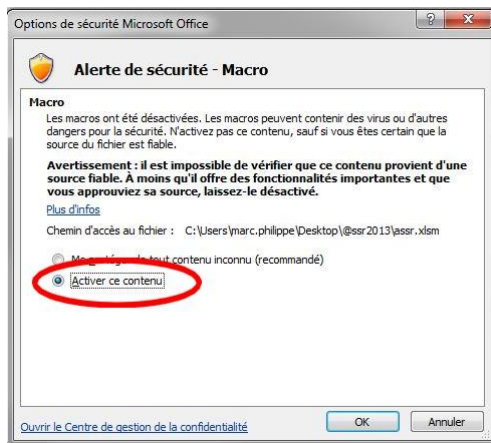 Options de sécurité Microsoft Office
Alerte de sécurité - Macro
Macro
Les macros ont été désactivées. Les macros peuvent contenir des virus ou d'autres
dangers pour la sécurité. N'activez pas ce contenu, sauf si vous êtes certain que la
source du fichier est fiable.
Avertissement : il est impossible de vérifier que ce contenu provient d'une
source fiable. À moins qu'il offre des fonctionnalités importantes et que
vous approuviez sa source, laissez-le désactivé.
Plus d'infos
Chemin d'accès au fichier : C:\Users\marc.philippe\Desktop\@ssr2013\assr.xlsm
Me protéger de tout contenu inconnu (recommandé)
Activer ce contenu
Ouvrir le Centre de gestion de la confidentialité
OK
Annuler